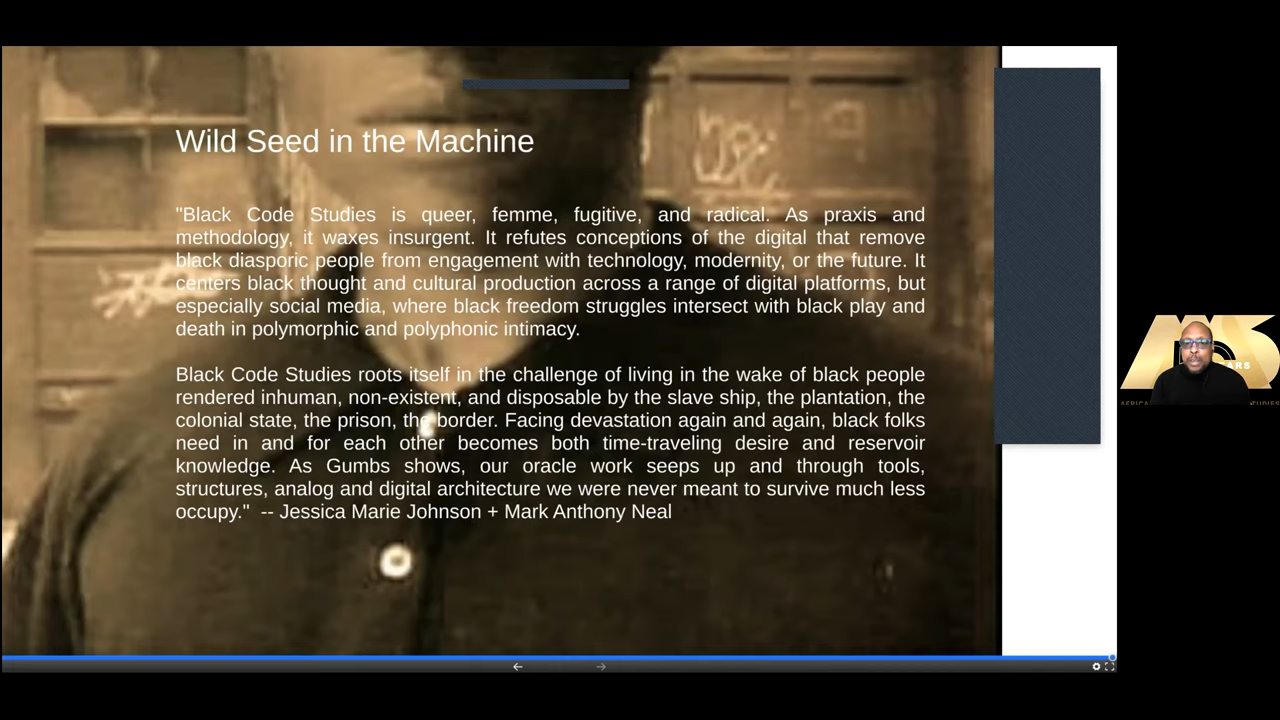 Wild Seed in the Machine
"Black Code Studies is queer, femme, fugitive, and radical. As praxis and
methodology, it waxes insurgent. It refutes conceptions of the digital that remove
black diasporic people from engagement with technology, modernity, or the future. It
centers black thought and cultural production across a range of digital platforms, but
especially social media, where black freedom struggles intersect with black play and
death in polymorphic and polyphonic intimacy.
Black Code Studies roots itself in the challenge of living in the wake of black people
rendered inhuman, non-existent, and disposable by the slave ship, the plantation, the
colonial state, the prison, the border. Facing devastation again and again, black folks
need in and for each other becomes both time-traveling desire and reservoir
knowledge. As Gumbs shows, our oracle work seeps up and through tools,
structures, analog and digital architecture we were never meant to survive much less
occupy." -- Jessica Marie Johnson + Mark Anthony Neal